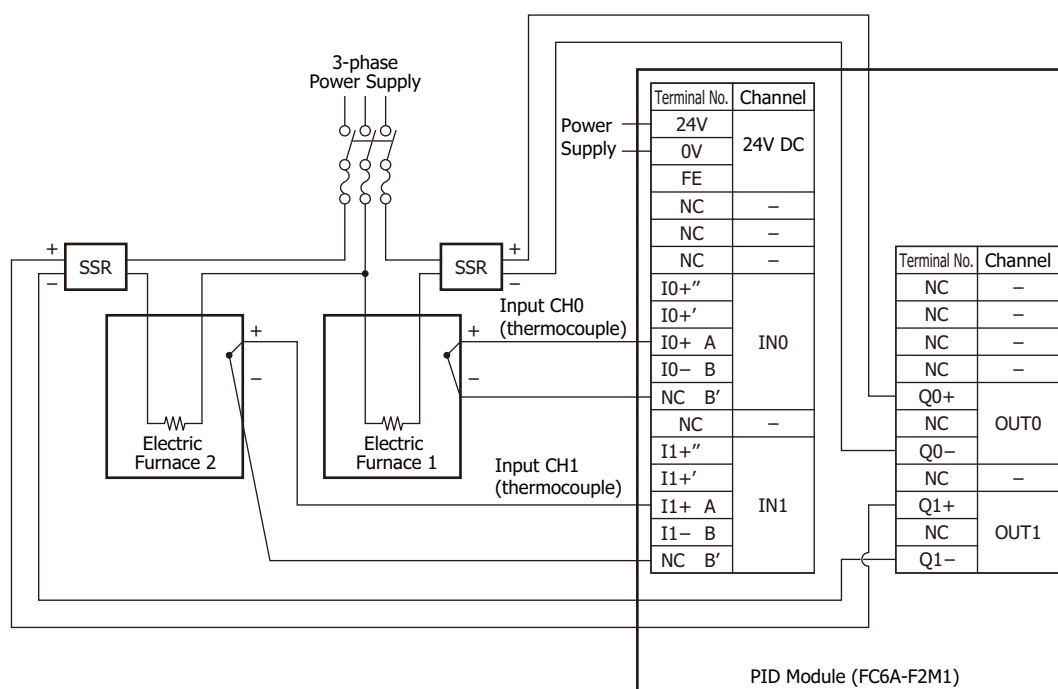 3-phase
Power Supply
Power
Supply
Terminal No. Channel
24V 24V DC
0V
FE
NC –
NC –
NC –
I0+″ IN0
I0+′
I0+ A
I0− B
NC B′
NC –
I1+″ IN1
I1+′
I1+ A
I1− B
NC B′
Terminal No. Channel
NC –
NC –
NC –
NC –
Q0+ OUT0
NC
Q0−
NC –
Q1+ OUT1
NC
Q1−
+
SSR
−
SSR
+
−
Input CH0
(thermocouple)
+
−
Electric
Furnace 2
+
−
Electric
Furnace 1
Input CH1
(thermocouple)
PID Module (FC6A-F2M1)